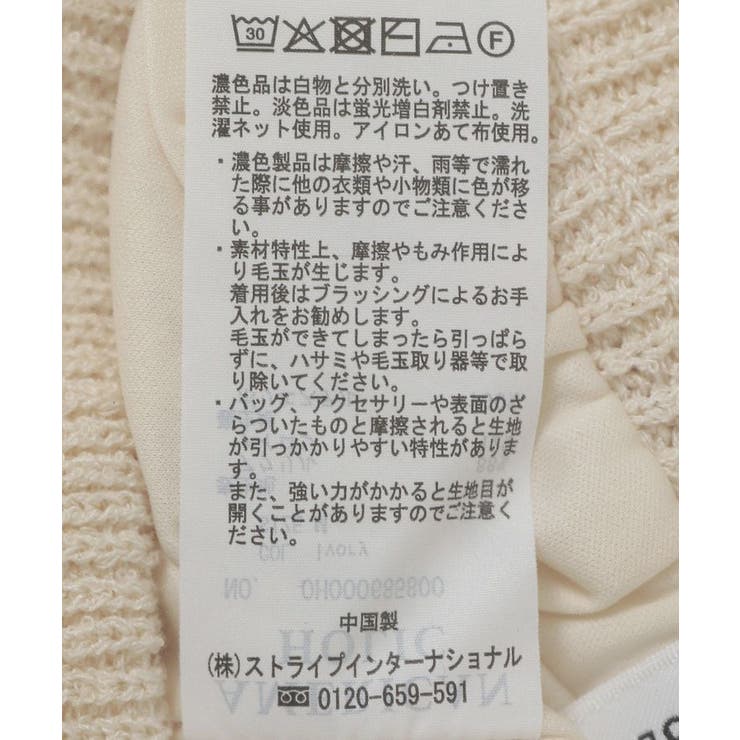 30 F
濃色品は白物と分別洗い。つけ置き
禁止。淡色品は蛍光増白剤禁止。洗
濯ネット使用。アイロンあて布使用。
・濃色製品は摩擦や汗、雨等で濡れ
た際に他の衣類や小物類に色が移
る事がありますのでご注意くださ
い。
・素材特性上、摩擦やもみ作用によ
り毛玉が生じます。
着用後はブラッシングによるお手
入れをお勧めします。
毛玉ができてしまったら引っぱら
ずに、ハサミや毛玉取り器等で取
り除いてください。
・バッグ、アクセサリーや表面のざ
らついたものと摩擦されると生地
が引っかかりやすい特性がありま
す。
また、強い力がかかると生地目が
開くことがありますのでご注意く
ださい。
COL Ivory
NO. 0H000685800
中国製
HOLIC
(株)ストライプインターナショナル
AMERICAN
0120-659-591